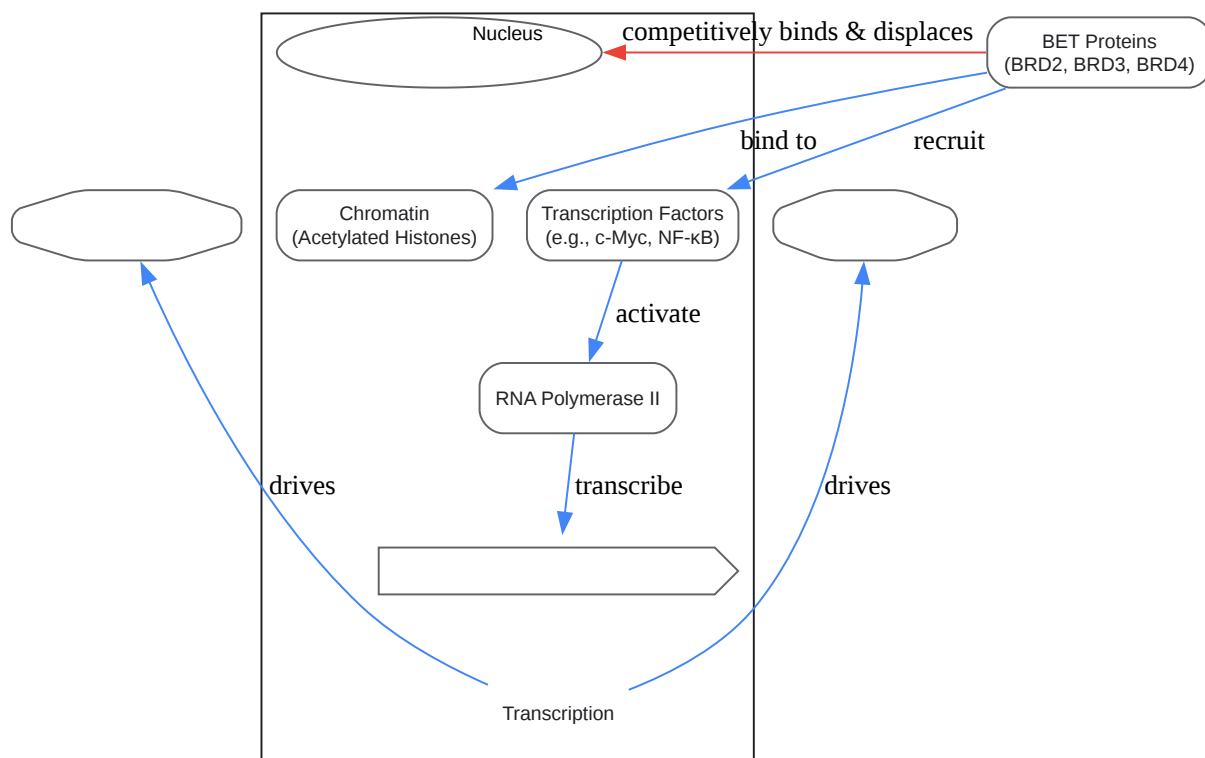 Nucleus
competitively binds & displaces
BET Proteins
(BRD2, BRD3, BRD4)
bind to
recruit
Chromatin
(Acetylated Histones)
Transcription Factors
(e.g., c-Myc, NF-κB)
activate
RNA Polymerase II
drives
transcribe
drives
Transcription